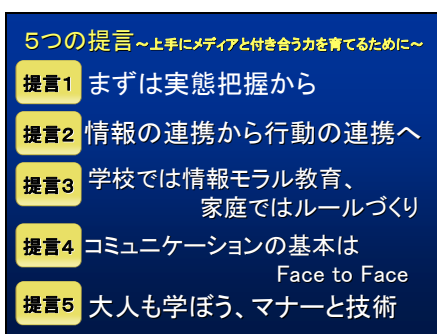 5つの提言~上手にメディアと付き合う力を育てるために~
提言1 まずは実態把握から
提言2 情報の連携から行動の連携へ
提言3 学校では情報モラル教育、
家庭ではルールづくり
提言4 コミュニケーションの基本は
Face to Face
提言5 大人も学ぼう、マナーと技術